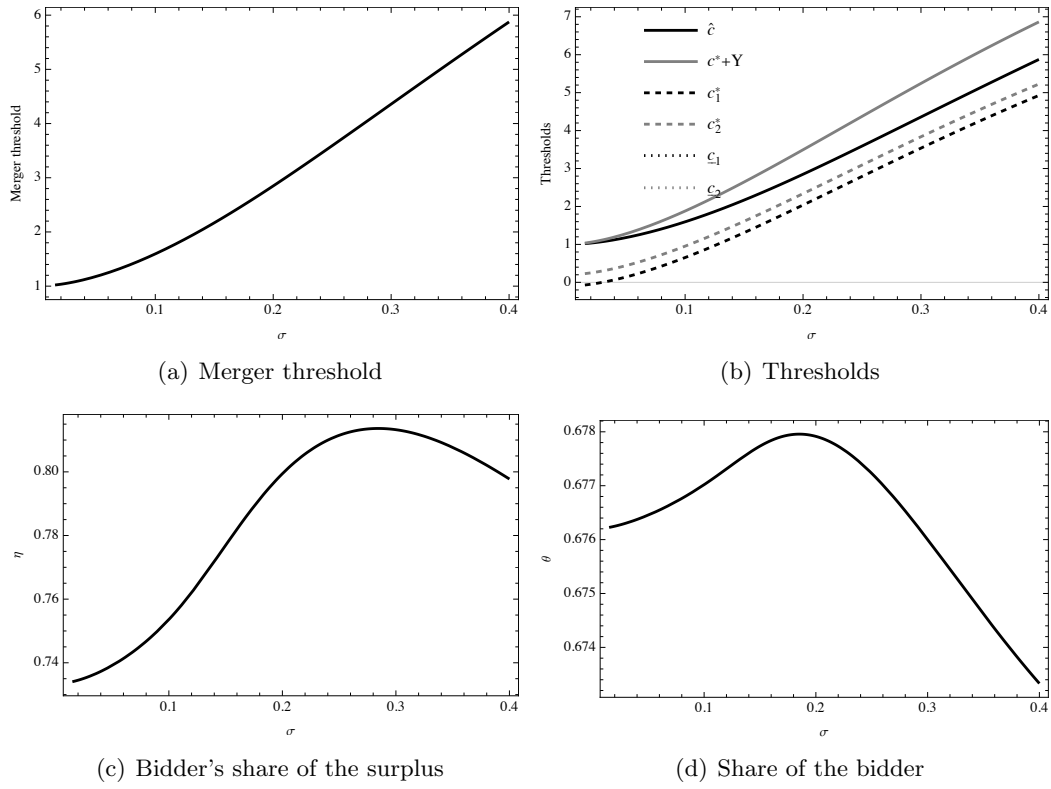 6
5
4
3
2
1
Merger threshold
0.1 0.2 0.3 0.4
σ
(a) Merger threshold
7
6
5
4
3
2
1
0
Thresholds
ĉ
c*+Y
c₁*
c₂*
c̲₁
c̲₂
0.1 0.2 0.3 0.4
σ
(b) Thresholds
0.80
0.78
0.76
0.74
η
0.1 0.2 0.3 0.4
σ
(c) Bidder's share of the surplus
0.678
0.677
0.676
0.675
0.674
θ
0.1 0.2 0.3 0.4
σ
(d) Share of the bidder